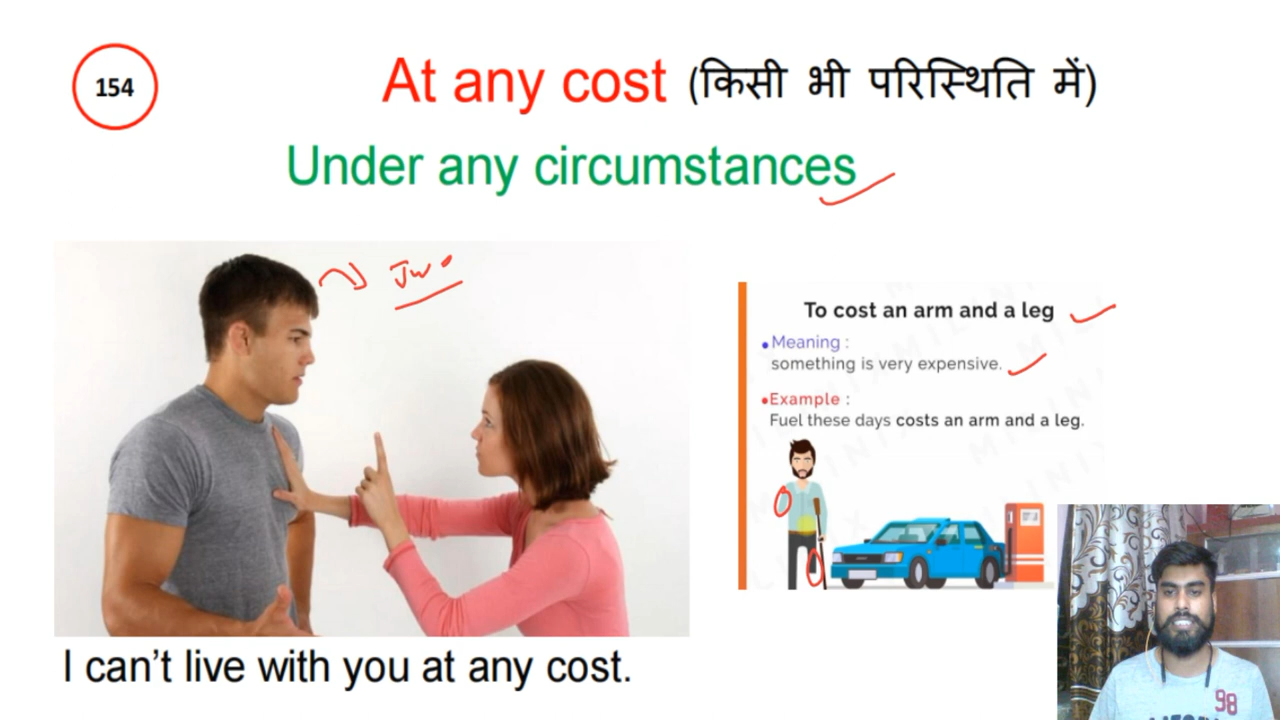 154
At any cost (किसी भी परिस्थिति में)
Under any circumstances
To cost an arm and a leg
Meaning :
something is very expensive.
Example :
Fuel these days costs an arm and a leg.
I can't live with you at any cost.
98